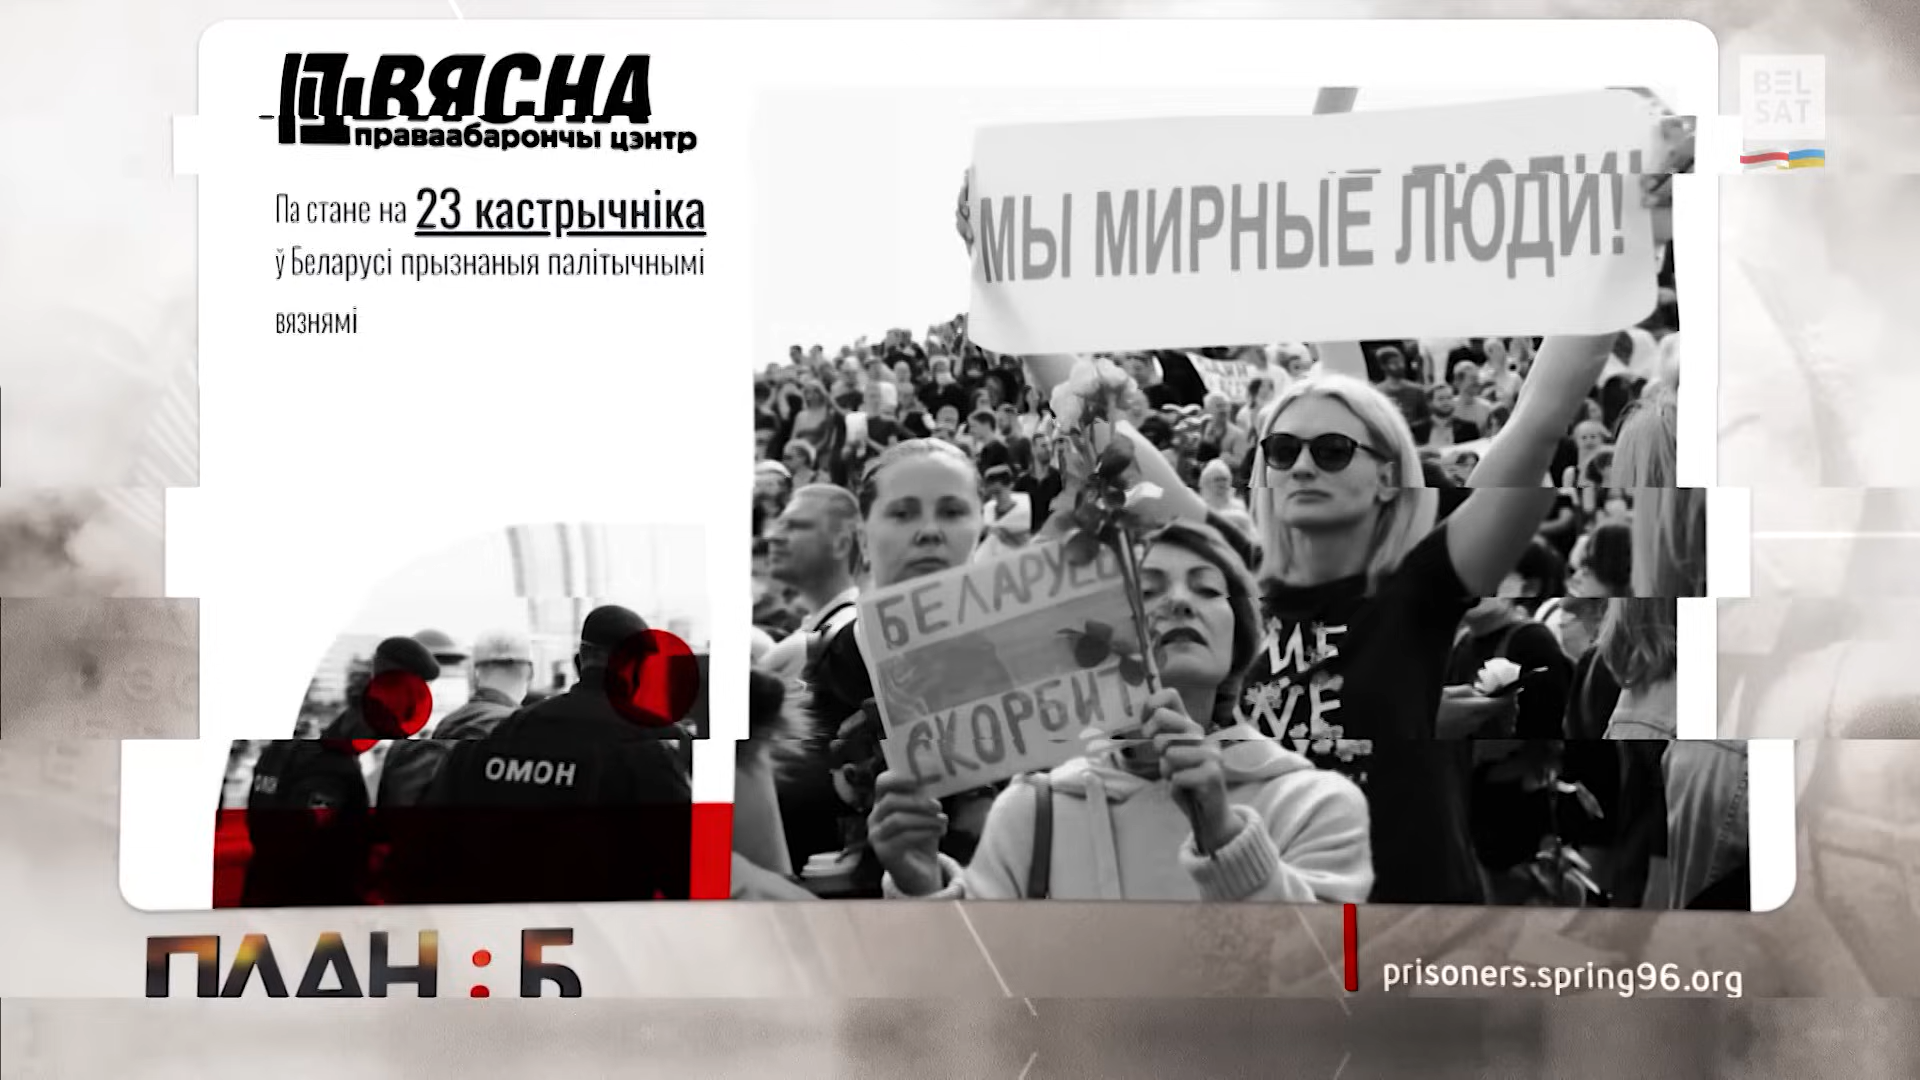 ВЯСНА
праваабарончы цэнтр
BEL
SAT
Па стане на 23 кастрычніка
ў Беларусі прызнаныя палітычнымі
вязнямі
МЫ МИРНЫЕ ЛЮДИ!
БЕЛАРУСЬ
СКОРБИТ
ОМОН
ПЛАН : Б
prisoners.spring96.org